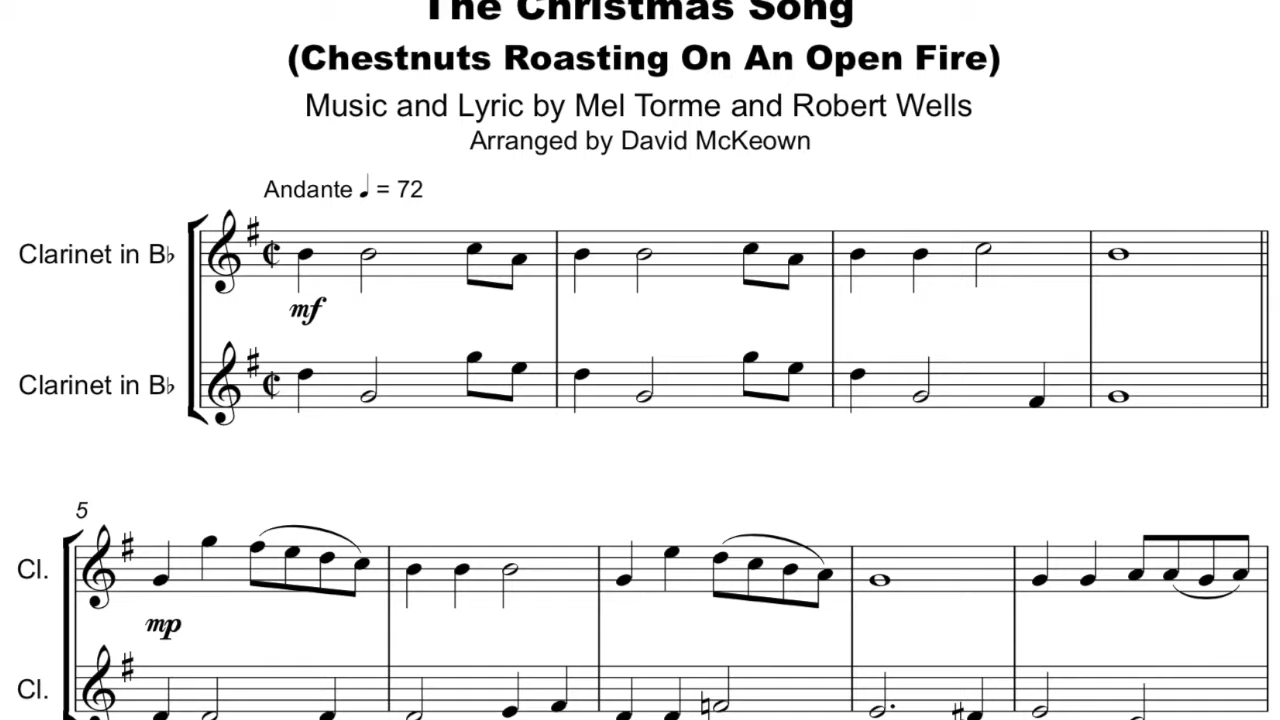 The Christmas Song
(Chestnuts Roasting On An Open Fire)
Music and Lyric by Mel Torme and Robert Wells
Arranged by David McKeown
Andante ♩ = 72
Clarinet in B♭
mf
Clarinet in B♭
5
Cl.
mp
Cl.